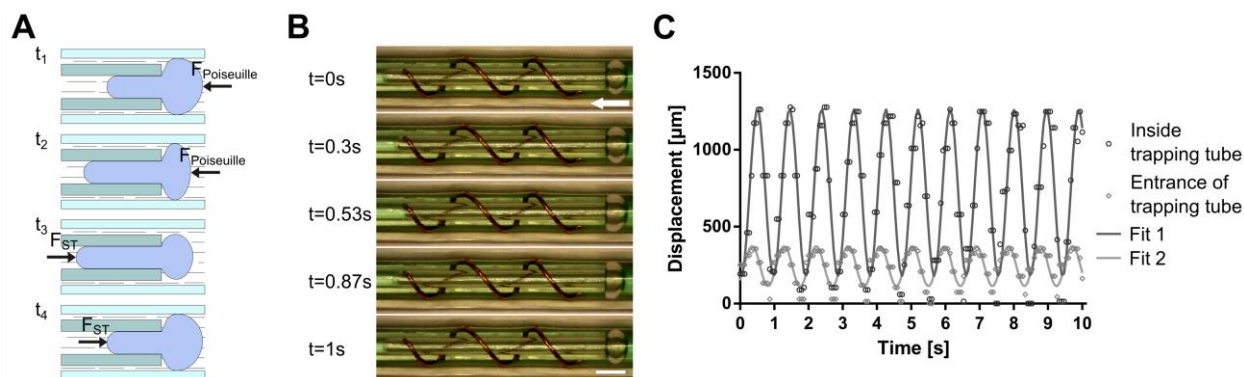 A
t1
FPoiseuille
t2
FPoiseuille
t3
FST
t4
FST
B
t=0s
t=0.3s
t=0.53s
t=0.87s
t=1s
C
1500
1000
500
0
Displacement [µm]
0 1 2 3 4 5 6 7 8 9 10
Time [s]
Inside
trapping tube
Entrance of
trapping tube
Fit 1
Fit 2